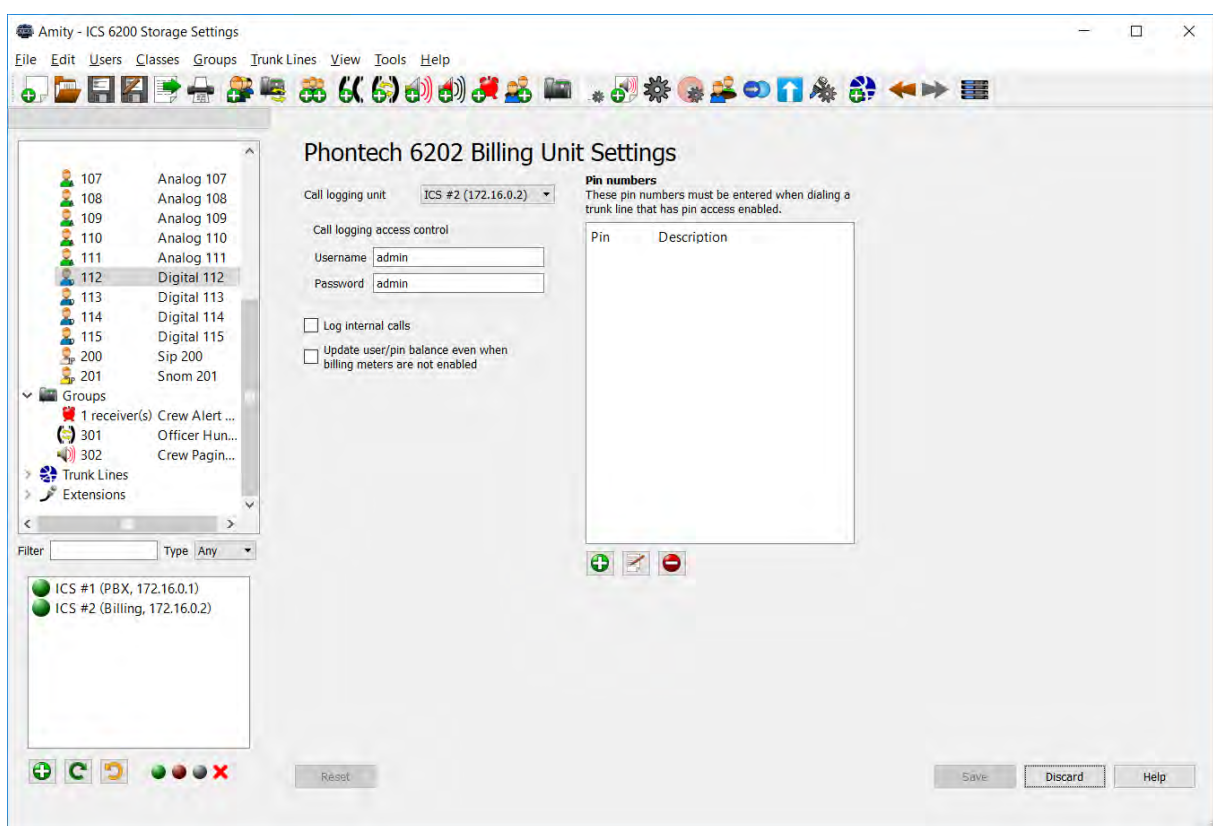 Amity - ICS 6200 Storage Settings
File Edit Users Classes Groups Trunk Lines View Tools Help
107 Analog 107
108 Analog 108
109 Analog 109
110 Analog 110
111 Analog 111
112 Digital 112
113 Digital 113
114 Digital 114
115 Digital 115
200 Sip 200
201 Snom 201
Groups
1 receiver(s) Crew Alert ...
301 Officer Hun...
302 Crew Pagin...
Trunk Lines
Extensions
Filter Type Any
ICS #1 (PBX, 172.16.0.1)
ICS #2 (Billing, 172.16.0.2)
Phontech 6202 Billing Unit Settings
Call logging unit ICS #2 (172.16.0.2)
Call logging access control
Username admin
Password admin
Log internal calls
Update user/pin balance even when
billing meters are not enabled
Pin numbers
These pin numbers must be entered when dialing a
trunk line that has pin access enabled.
Pin Description
Reset Save Discard Help